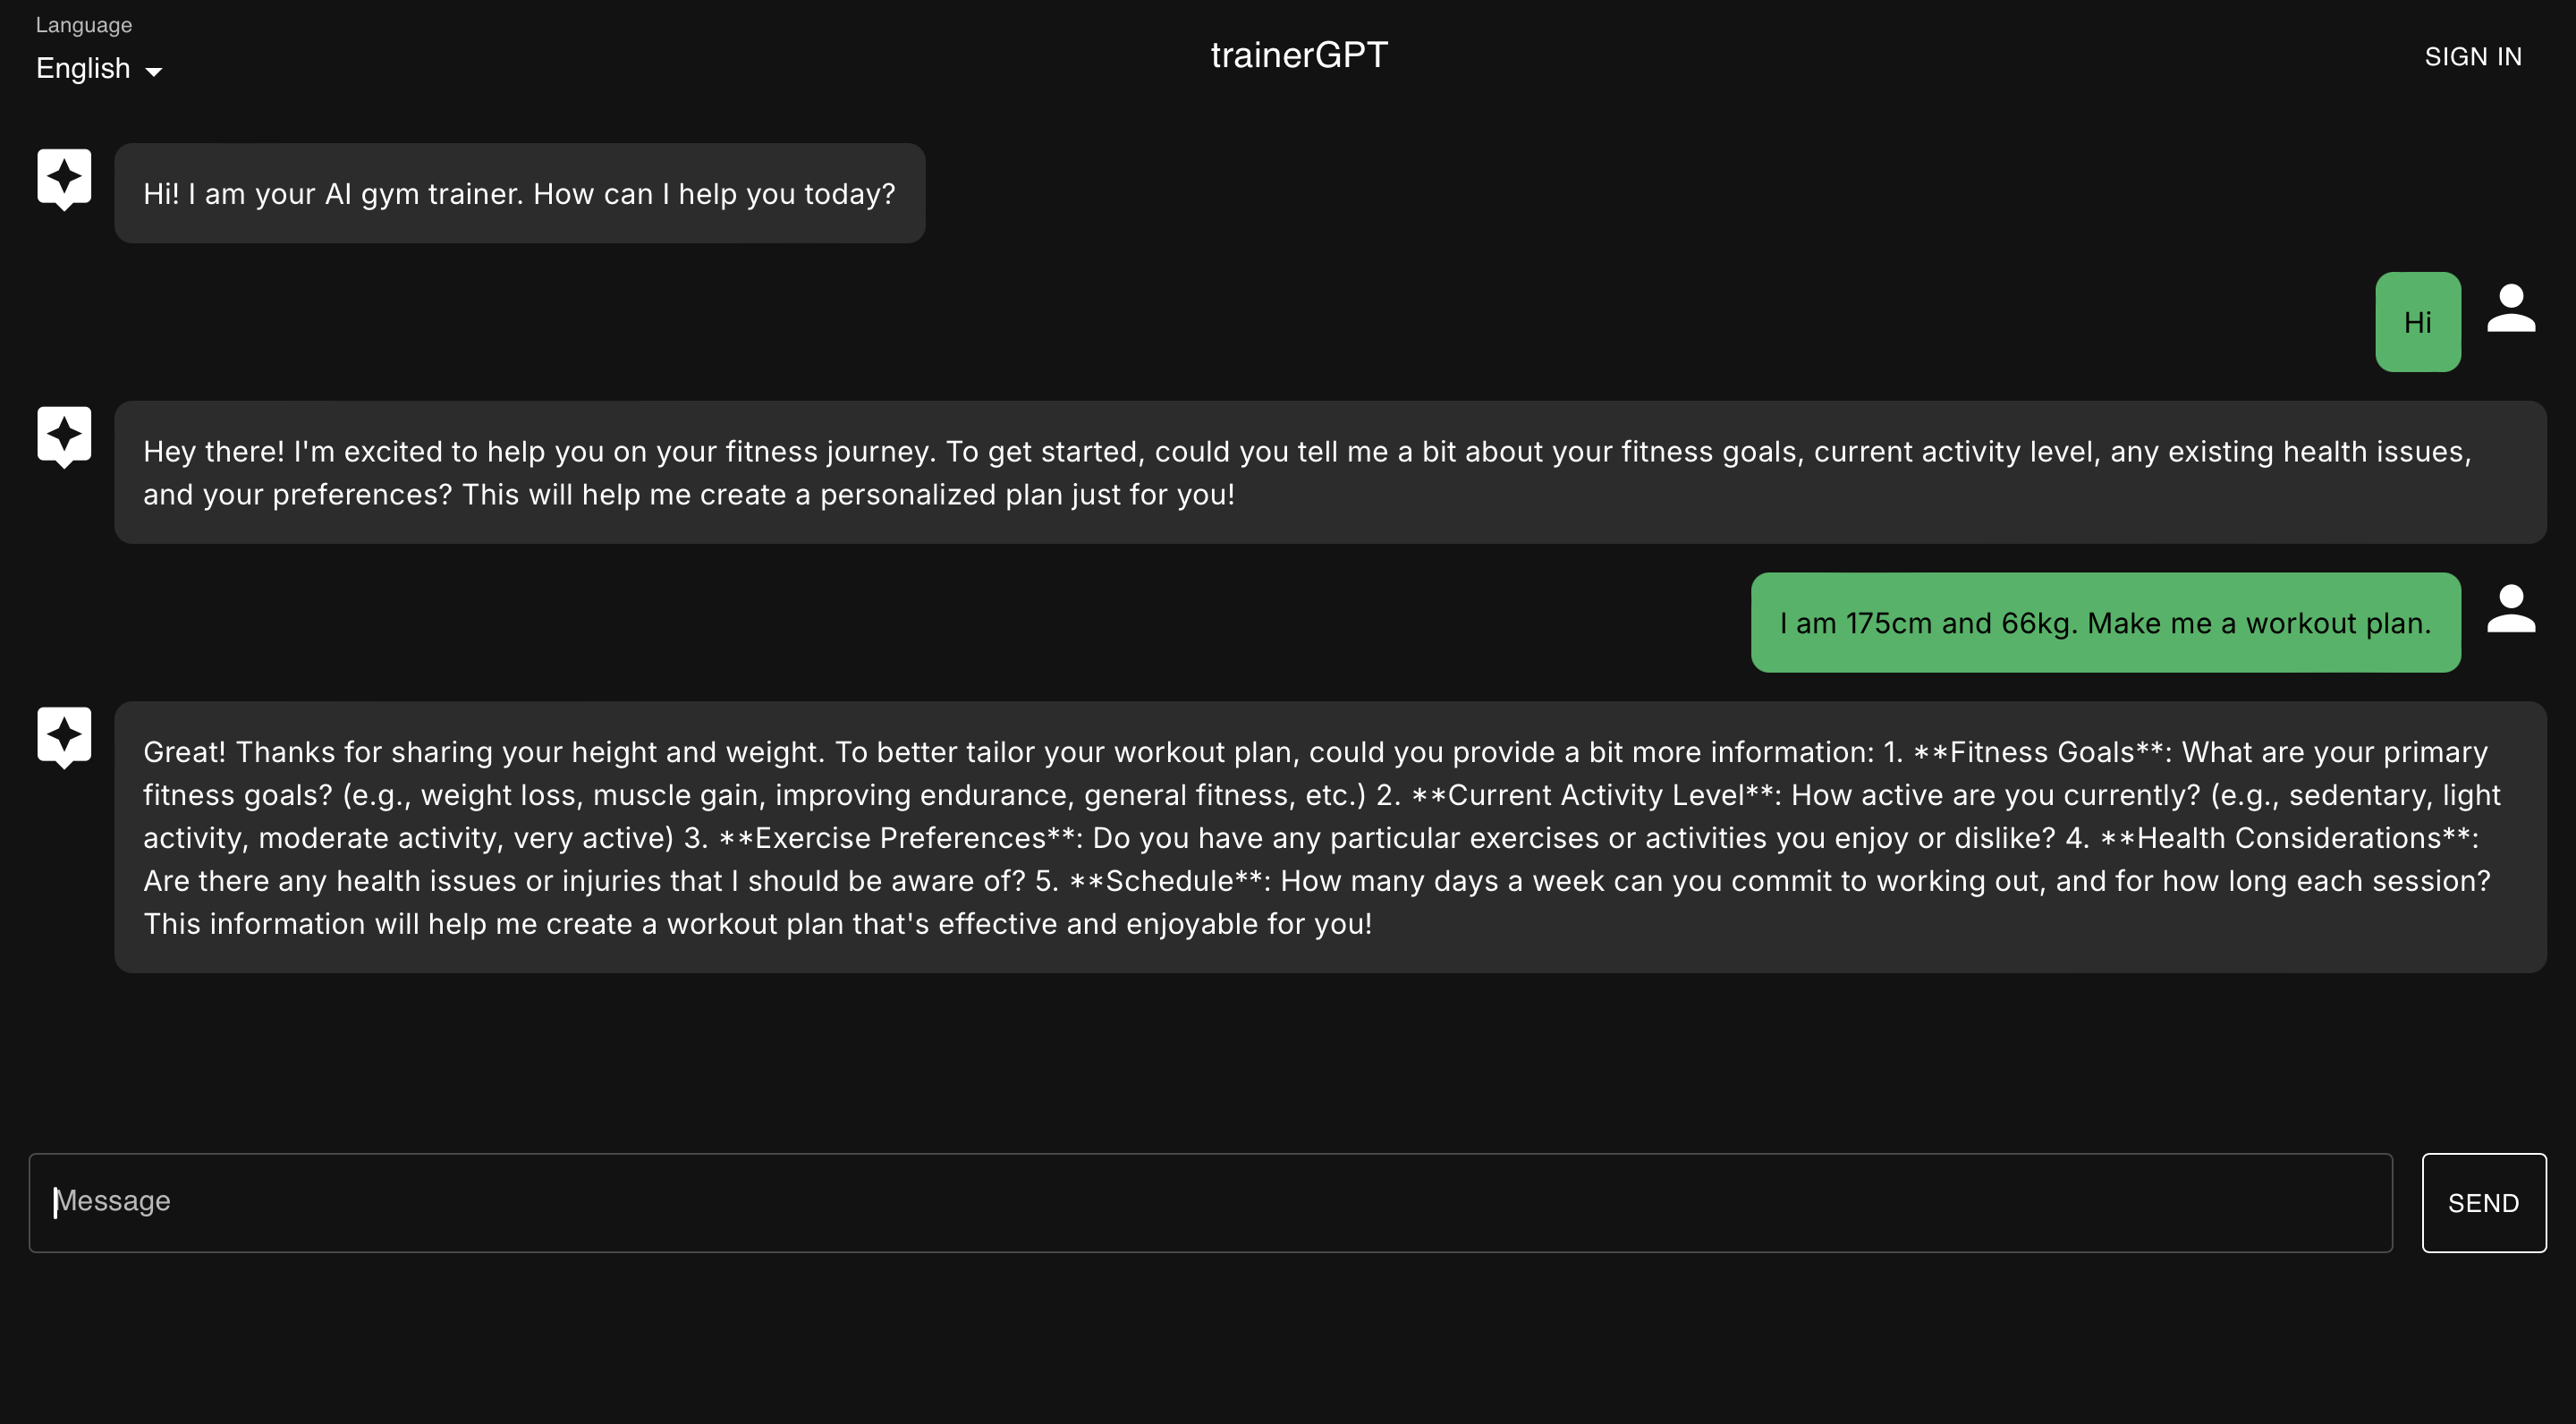 Language
English
trainerGPT
SIGN IN
Hi! I am your AI gym trainer. How can I help you today?
Hi
Hey there! I'm excited to help you on your fitness journey. To get started, could you tell me a bit about your fitness goals, current activity level, any existing health issues,
and your preferences? This will help me create a personalized plan just for you!
I am 175cm and 66kg. Make me a workout plan.
Great! Thanks for sharing your height and weight. To better tailor your workout plan, could you provide a bit more information: 1. **Fitness Goals**: What are your primary
fitness goals? (e.g., weight loss, muscle gain, improving endurance, general fitness, etc.) 2. **Current Activity Level**: How active are you currently? (e.g., sedentary, light
activity, moderate activity, very active) 3. **Exercise Preferences**: Do you have any particular exercises or activities you enjoy or dislike? 4. **Health Considerations**:
Are there any health issues or injuries that I should be aware of? 5. **Schedule**: How many days a week can you commit to working out, and for how long each session?
This information will help me create a workout plan that's effective and enjoyable for you!
Message
SEND